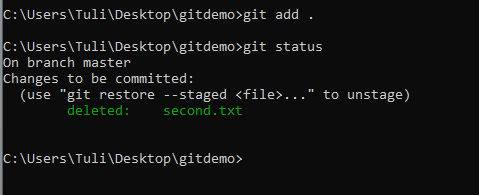 C:\Users\Tuli\Desktop\gitdemo>git add .
C:\Users\Tuli\Desktop\gitdemo>git status
On branch master
Changes to be committed:
  (use "git restore --staged <file>..." to unstage)
        deleted:    second.txt
C:\Users\Tuli\Desktop\gitdemo>